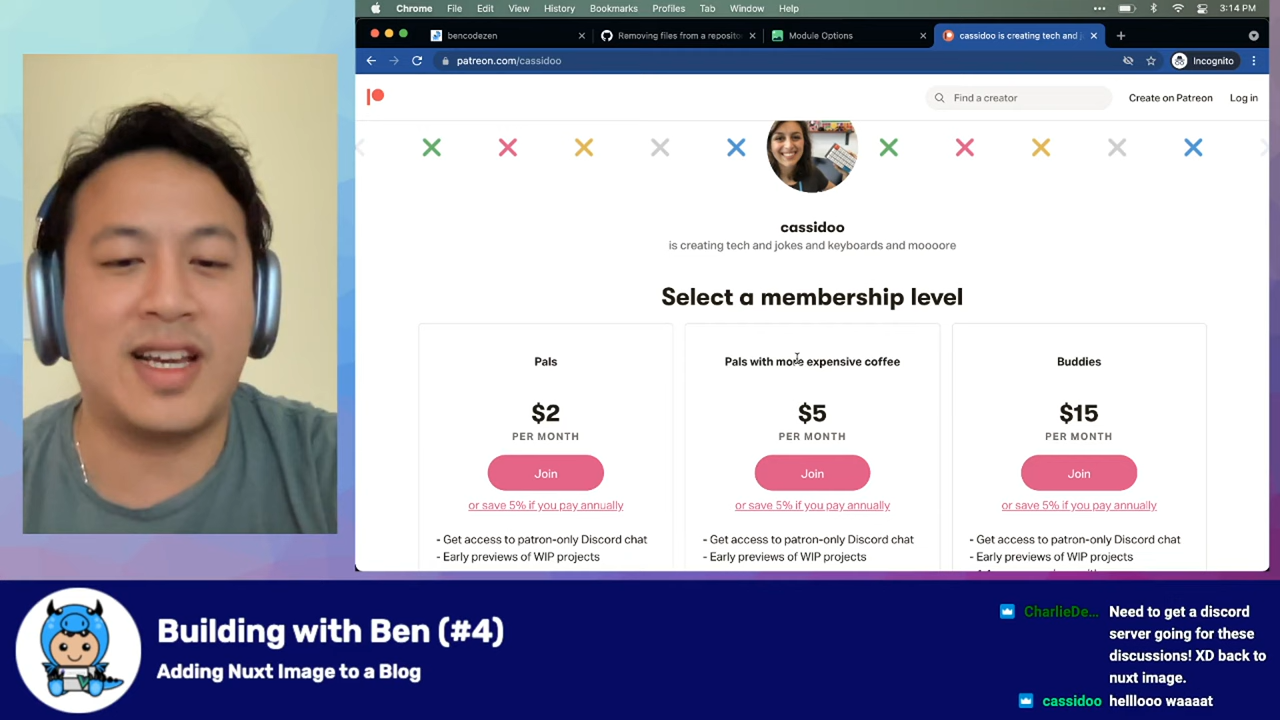 Chrome File Edit View History Bookmarks Profiles Tab Window Help 3:14 PM
bencodezen Removing files from a reposito Module Options cassidoo is creating tech and j
patreon.com/cassidoo Incognito
Find a creator Create on Patreon Log in
cassidoo
is creating tech and jokes and keyboards and moooore
Select a membership level
Pals
$2
PER MONTH
Join
or save 5% if you pay annually
- Get access to patron-only Discord chat
- Early previews of WIP projects
Pals with more expensive coffee
$5
PER MONTH
Join
or save 5% if you pay annually
- Get access to patron-only Discord chat
- Early previews of WIP projects
Buddies
$15
PER MONTH
Join
or save 5% if you pay annually
- Get access to patron-only Discord chat
- Early previews of WIP projects
Building with Ben (#4)
Adding Nuxt Image to a Blog
CharlieDe... Need to get a discord
server going for these
discussions! XD back to
nuxt image.
cassidoo helllooo waaaat